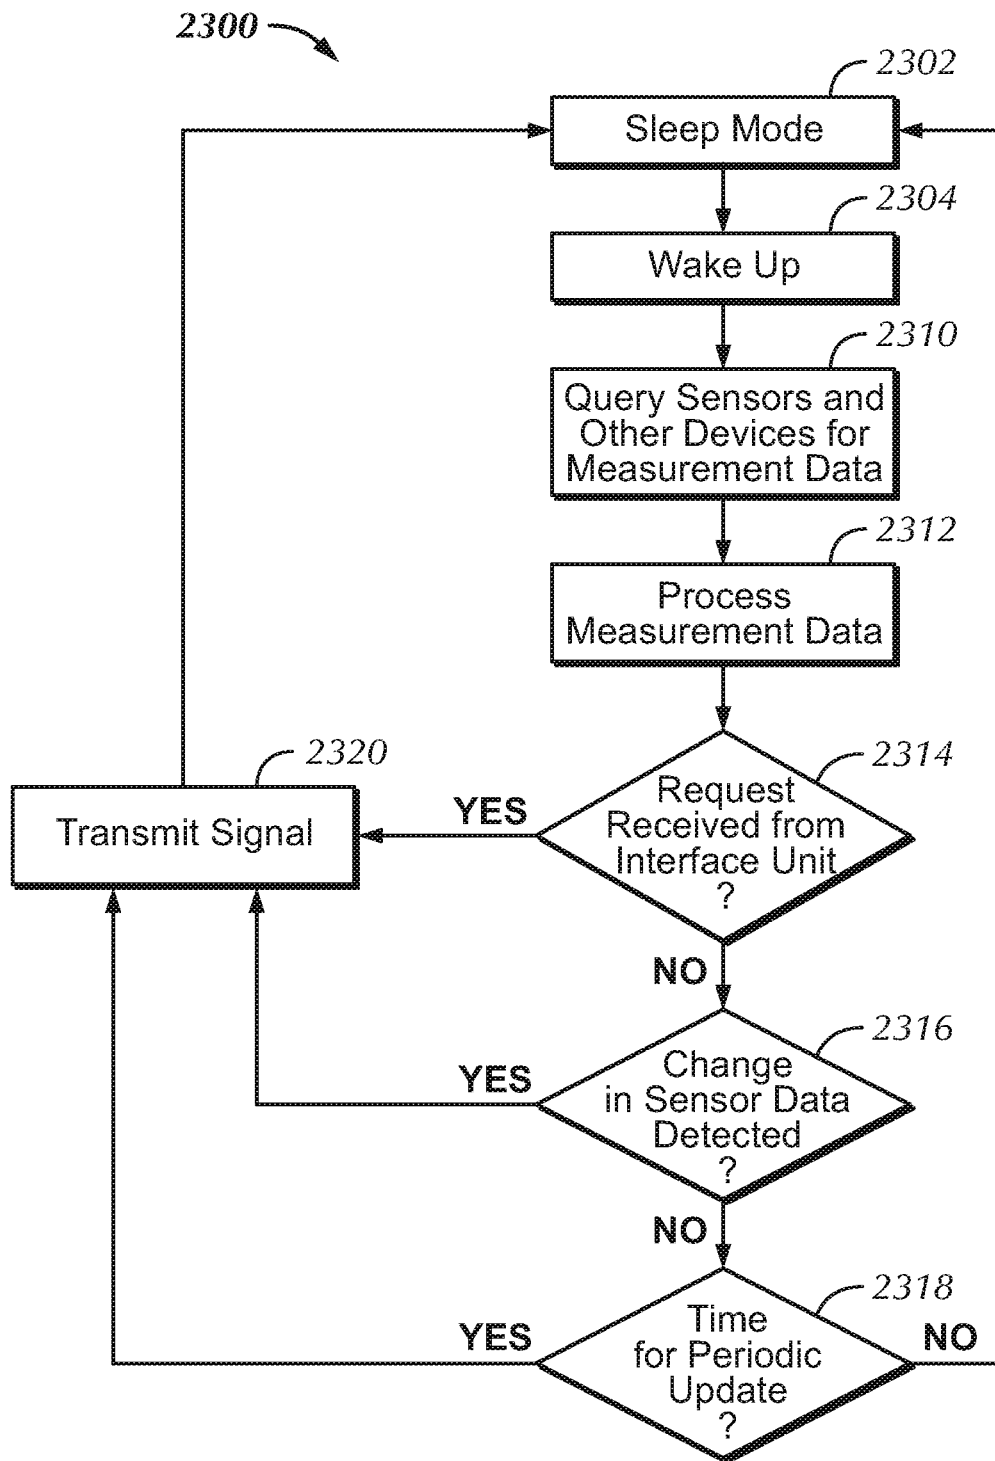 2300
2302
Sleep Mode
2304
Wake Up
2310
Query Sensors and
Other Devices for
Measurement Data
2312
Process
Measurement Data
2314
Request
Received from
Interface Unit
?
YES
2320
Transmit Signal
NO
2316
Change
in Sensor Data
Detected
?
YES
NO
2318
Time
for Periodic
Update
?
YES
NO